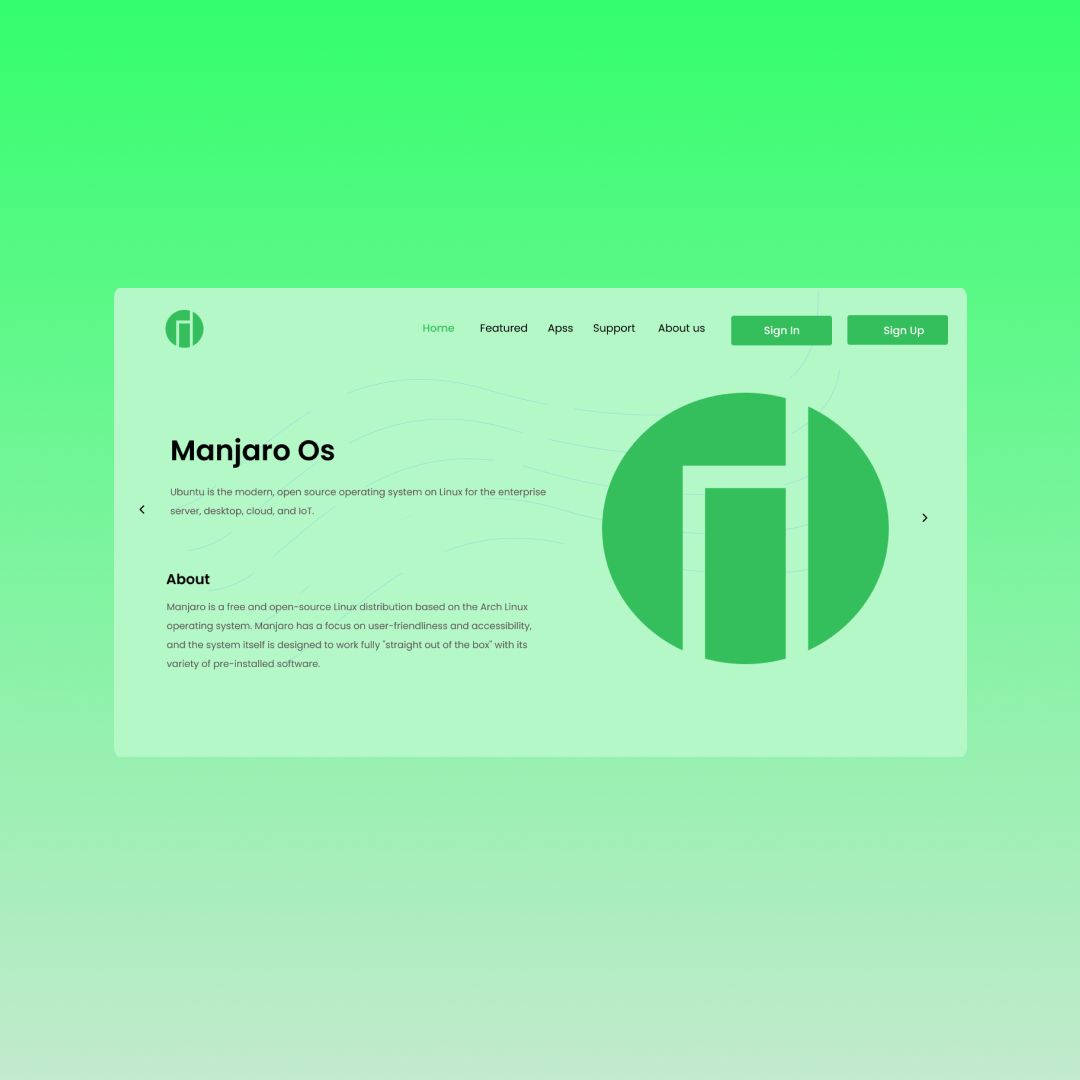 Home Featured Apss Support About us Sign In Sign Up
Manjaro Os
Ubuntu is the modern, open source operating system on Linux for the enterprise
server, desktop, cloud, and IoT.
About
Manjaro is a free and open-source Linux distribution based on the Arch Linux
operating system. Manjaro has a focus on user-friendliness and accessibility,
and the system itself is designed to work fully "straight out of the box" with its
variety of pre-installed software.